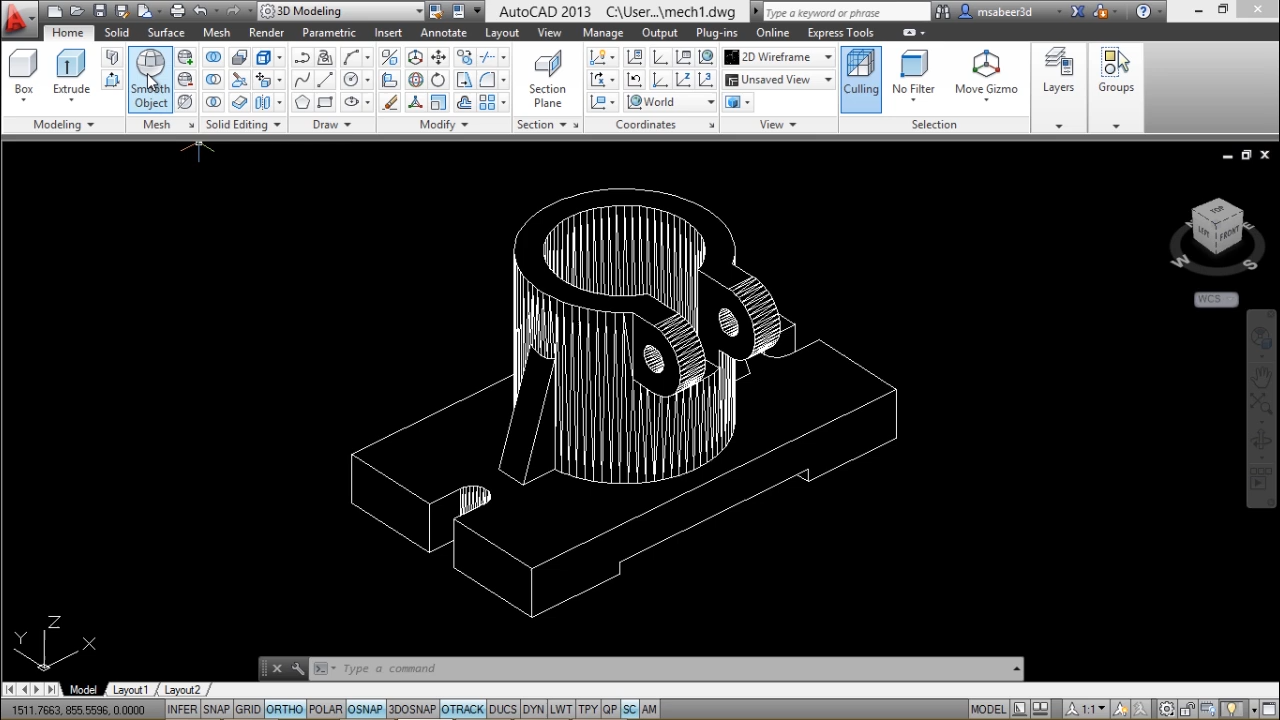 3D Modeling AutoCAD 2013 C:\User...\mech1.dwg Type a keyword or phrase msabeer3d
Home Solid Surface Mesh Render Parametric Insert Annotate Layout View Manage Output Plug-ins Online Express Tools
2D Wireframe
Unsaved View
World
Box Extrude Smooth Object Section Plane Culling No Filter Move Gizmo Layers Groups
Modeling Mesh Solid Editing Draw Modify Section Coordinates View Selection
TOP
LEFT FRONT
W S E
WCS
Z
Y X
Type a command
Model Layout1 Layout2
1511.7663, 855.5596, 0.0000 INFER SNAP GRID ORTHO POLAR OSNAP 3DOSNAP OTRACK DUCS DYN LWT TPY QP SC AM MODEL 1:1